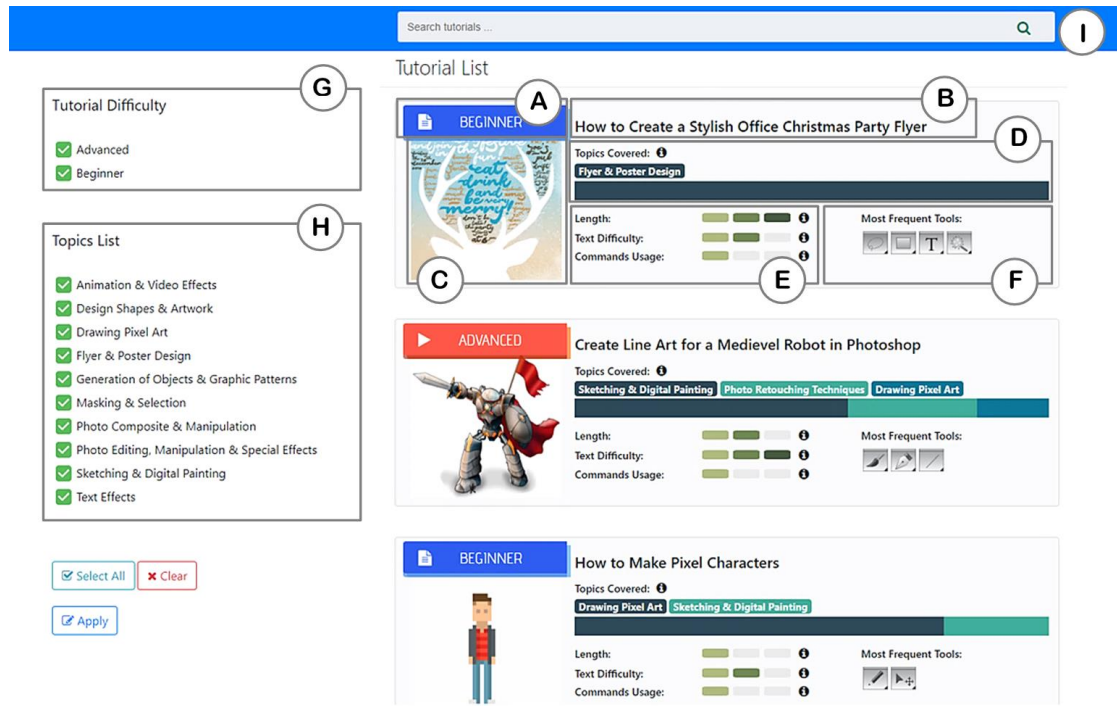 Search tutorials ...
I
Tutorial List
G
Tutorial Difficulty
Advanced
Beginner
H
Topics List
Animation & Video Effects
Design Shapes & Artwork
Drawing Pixel Art
Flyer & Poster Design
Generation of Objects & Graphic Patterns
Masking & Selection
Photo Composite & Manipulation
Photo Editing, Manipulation & Special Effects
Sketching & Digital Painting
Text Effects
Select All
Clear
Apply
A
BEGINNER
B
How to Create a Stylish Office Christmas Party Flyer
D
Topics Covered:
Flyer & Poster Design
eat
drink
and
be very
merry!
C
Length:
Text Difficulty:
Commands Usage:
E
Most Frequent Tools:
T
F
ADVANCED
Create Line Art for a Medievel Robot in Photoshop
Topics Covered:
Sketching & Digital Painting Photo Retouching Techniques Drawing Pixel Art
Length:
Text Difficulty:
Commands Usage:
Most Frequent Tools:
BEGINNER
How to Make Pixel Characters
Topics Covered:
Drawing Pixel Art Sketching & Digital Painting
Length:
Text Difficulty:
Commands Usage:
Most Frequent Tools: